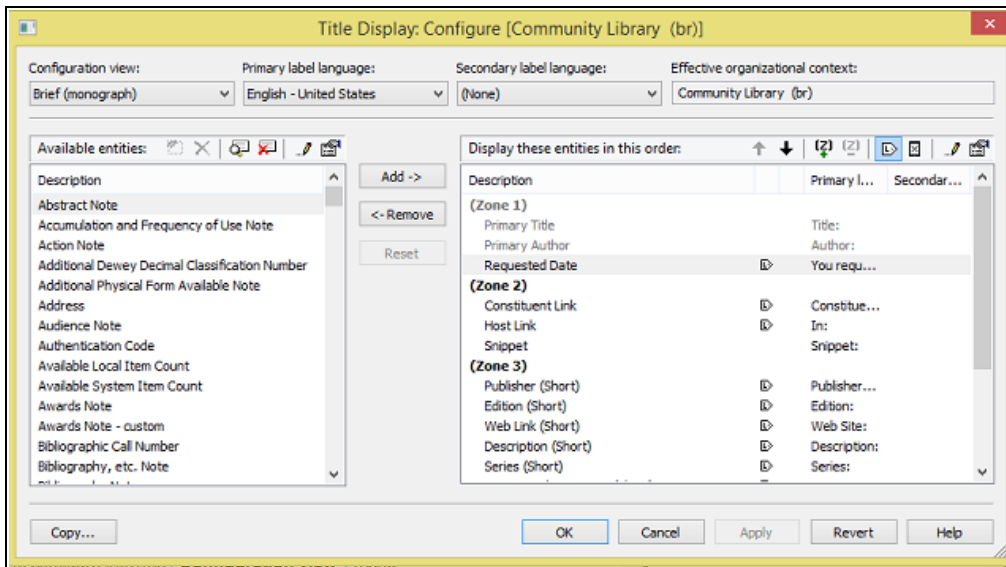 Title Display: Configure [Community Library (br)]
Configuration view: Primary label language: Secondary label language: Effective organizational context:
Brief (monograph) English - United States (None) Community Library (br)
Available entities: Display these entities in this order:
Description Add -> Description Primary l... Secondar...
Abstract Note (Zone 1)
Accumulation and Frequency of Use Note <- Remove Primary Title Title:
Action Note Primary Author Author:
Additional Dewey Decimal Classification Number Reset Requested Date You requ...
Additional Physical Form Available Note (Zone 2)
Address Constituent Link Constitue...
Audience Note Host Link In:
Authentication Code Snippet Snippet:
Available Local Item Count (Zone 3)
Available System Item Count Publisher (Short) Publisher...
Awards Note Edition (Short) Edition:
Awards Note - custom Web Link (Short) Web Site:
Bibliographic Call Number Description (Short) Description:
Bibliography, etc. Note Series (Short) Series:
Copy... OK Cancel Apply Revert Help